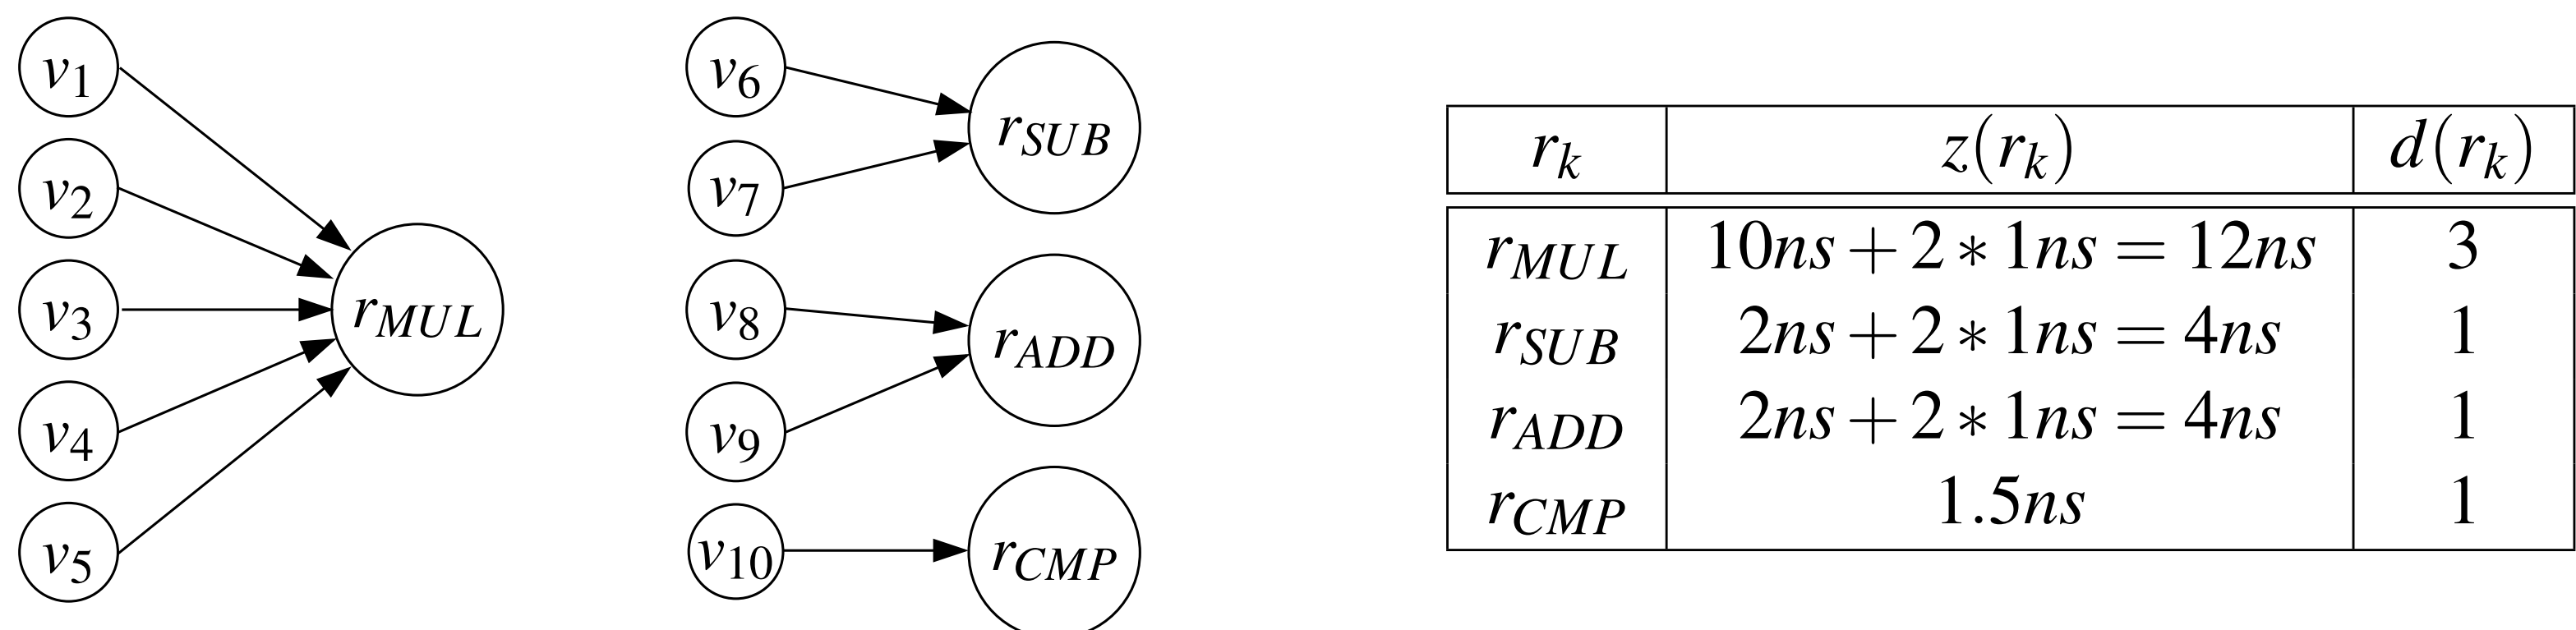 v1
v2
v3
v4
v5
rMUL
v6
v7
v8
v9
v10
rSUB
rADD
rCMP
rk z(rk) d(rk)
rMUL 10ns + 2 * 1ns = 12ns 3
rSUB 2ns + 2 * 1ns = 4ns 1
rADD 2ns + 2 * 1ns = 4ns 1
rCMP 1.5ns 1